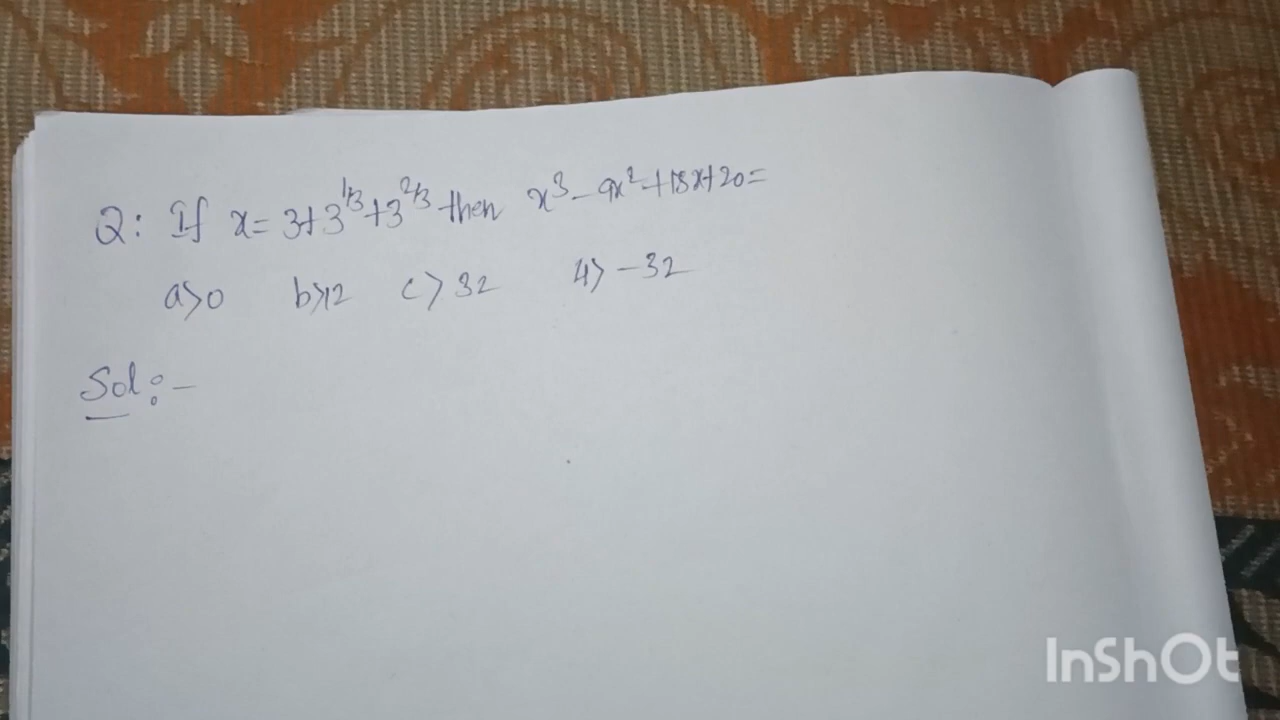 Q: If x = 3+3^{1/3}+3^{2/3} then x^3-9x^2+18x+20=
a>0 b>12 c>32 4>-32
Sol:-
InShOt